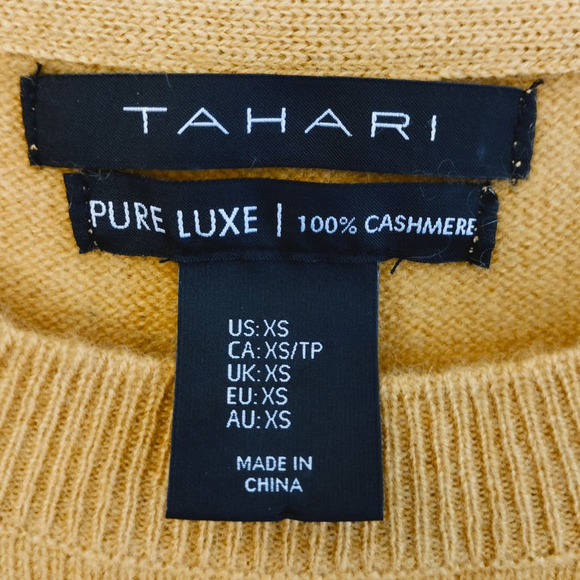 TAHARI
PURE LUXE | 100% CASHMERE
US: XS
CA: XS/TP
UK: XS
EU: XS
AU: XS
MADE IN
CHINA